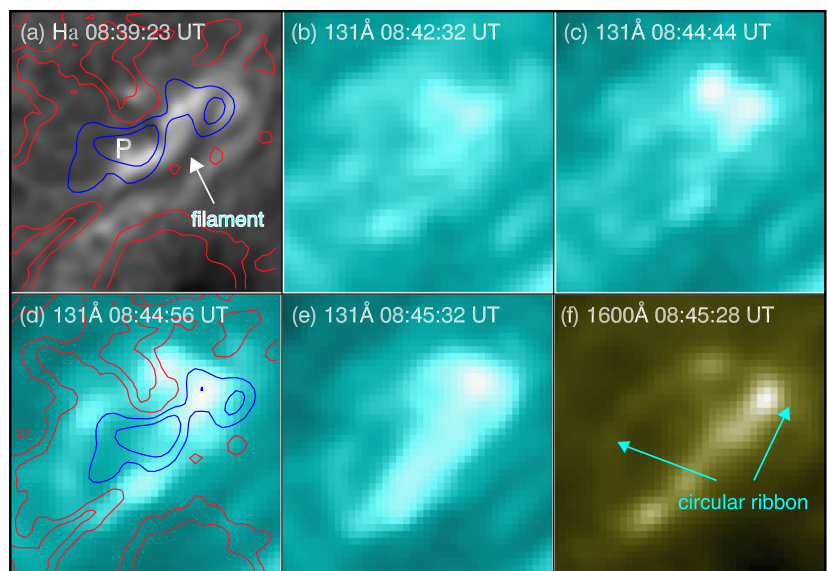 (a) Hα 08:39:23 UT
(b) 131Å 08:42:32 UT
(c) 131Å 08:44:44 UT
P
filament
(d) 131Å 08:44:56 UT
(e) 131Å 08:45:32 UT
(f) 1600Å 08:45:28 UT
circular ribbon